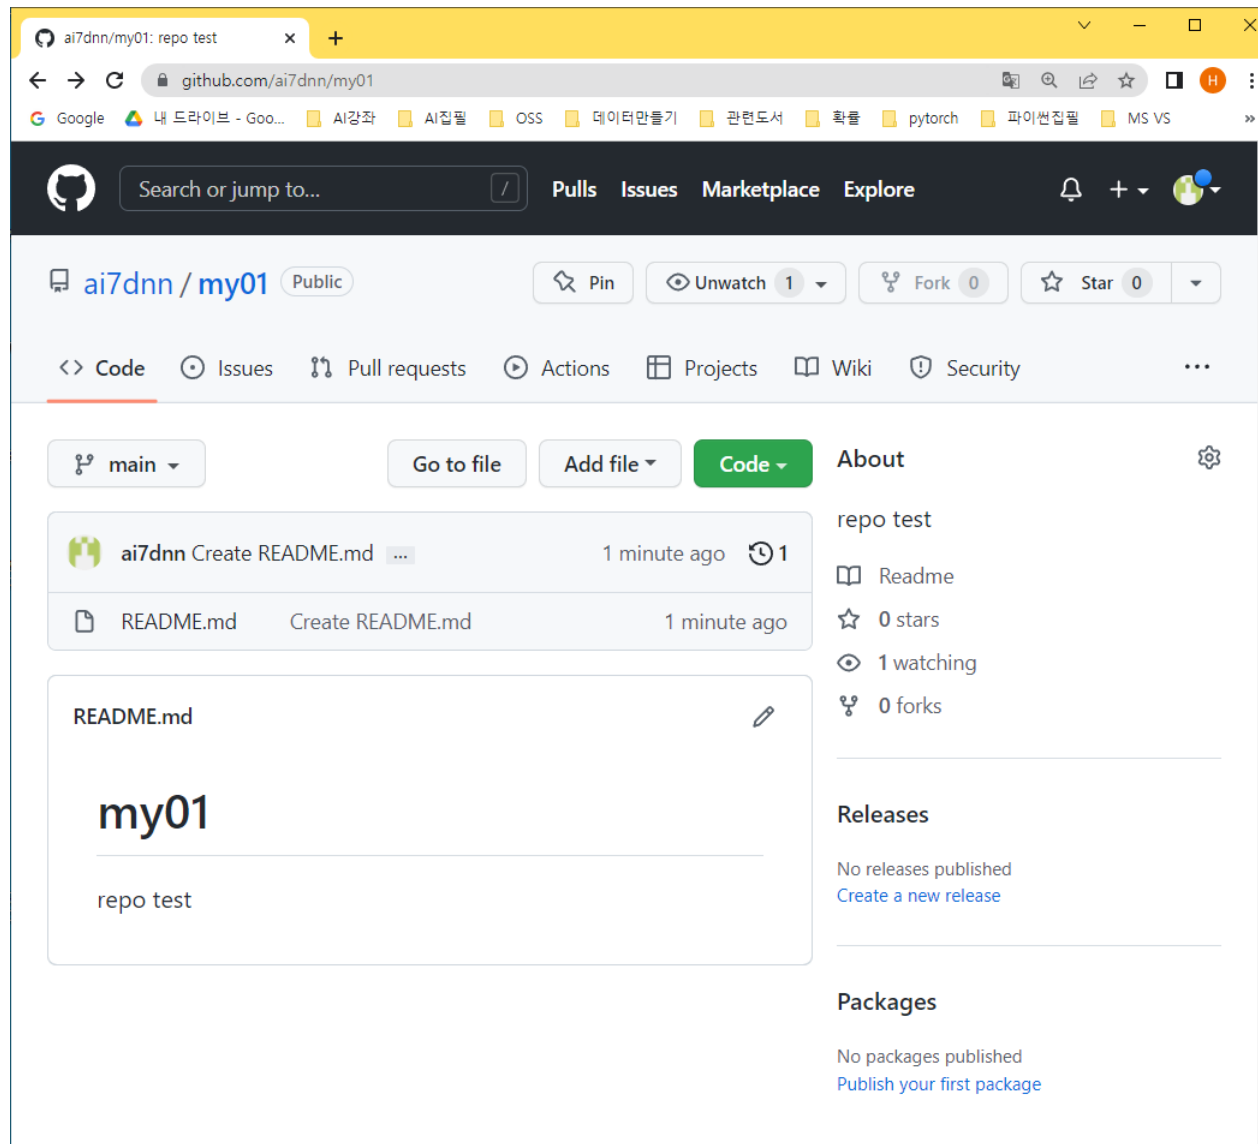 ai7dnn/my01: repo test
github.com/ai7dnn/my01
Google 내 드라이브 - Goo... AI강좌 AI집필 OSS 데이터만들기 관련도서 확률 pytorch 파이썬집필 MS VS »
H
Search or jump to... / Pulls Issues Marketplace Explore
ai7dnn / my01 Public Pin Unwatch 1 Fork 0 Star 0
<> Code Issues Pull requests Actions Projects Wiki Security ...
main Go to file Add file Code
ai7dnn Create README.md ... 1 minute ago 1
README.md Create README.md 1 minute ago
README.md
my01
repo test
About
repo test
Readme
0 stars
1 watching
0 forks
Releases
No releases published
Create a new release
Packages
No packages published
Publish your first package